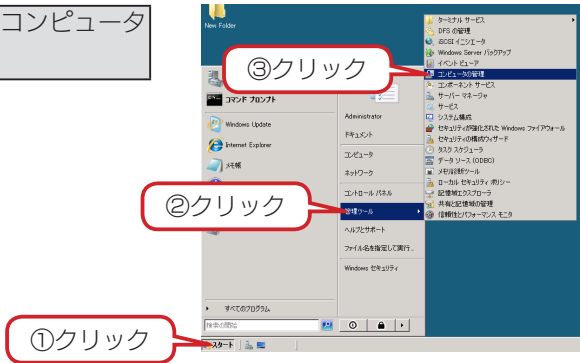 コンピュータ
New Folder
③クリック
コマンド プロンプト
Windows Update
Internet Explorer
メモ帳
②クリック
すべてのプログラム
検索の開始
①クリック
スタート
Administrator
ドキュメント
コンピュータ
ネットワーク
コントロール パネル
管理ツール
ヘルプとサポート
ファイル名を指定して実行...
Windows セキュリティ
ターミナル サービス
DFS の管理
iSCSI イニシエータ
Windows Server バックアップ
イベント ビューア
コンピュータの管理
コンポーネント サービス
サーバー マネージャ
サービス
システム構成
セキュリティが強化された Windows ファイアウォール
セキュリティの構成ウィザード
タスク スケジューラ
データ ソース (ODBC)
メモリ診断ツール
ローカル セキュリティ ポリシー
記憶域エクスプローラ
共有と記憶域の管理
信頼性とパフォーマンス モニタ